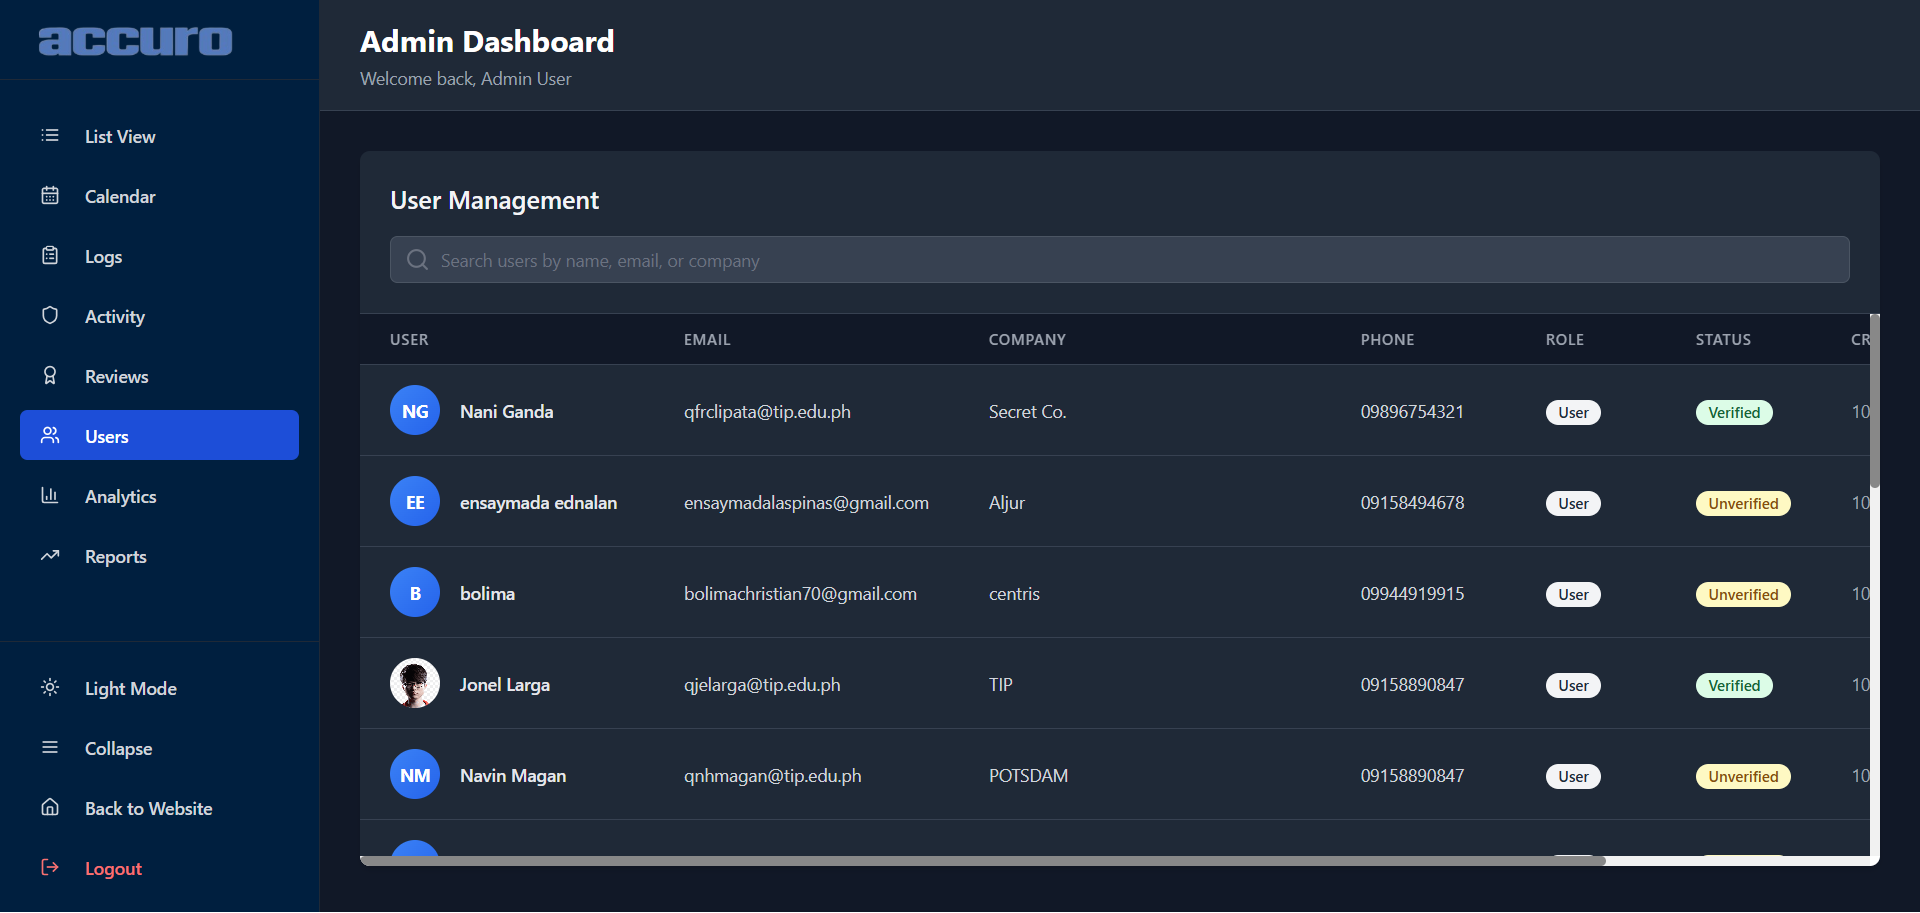 accuro
List View
Calendar
Logs
Activity
Reviews
Users
Analytics
Reports
Light Mode
Collapse
Back to Website
Logout
Admin Dashboard
Welcome back, Admin User
User Management
Search users by name, email, or company
USER EMAIL COMPANY PHONE ROLE STATUS CR
NG Nani Ganda qfrclipata@tip.edu.ph Secret Co. 09896754321 User Verified 10
EE ensaymada ednalan ensaymadalaspinas@gmail.com Aljur 09158494678 User Unverified 10
B bolima bolimachristian70@gmail.com centris 09944919915 User Unverified 10
Jonel Larga qjelarga@tip.edu.ph TIP 09158890847 User Verified 10
NM Navin Magan qnhmagan@tip.edu.ph POTSDAM 09158890847 User Unverified 10